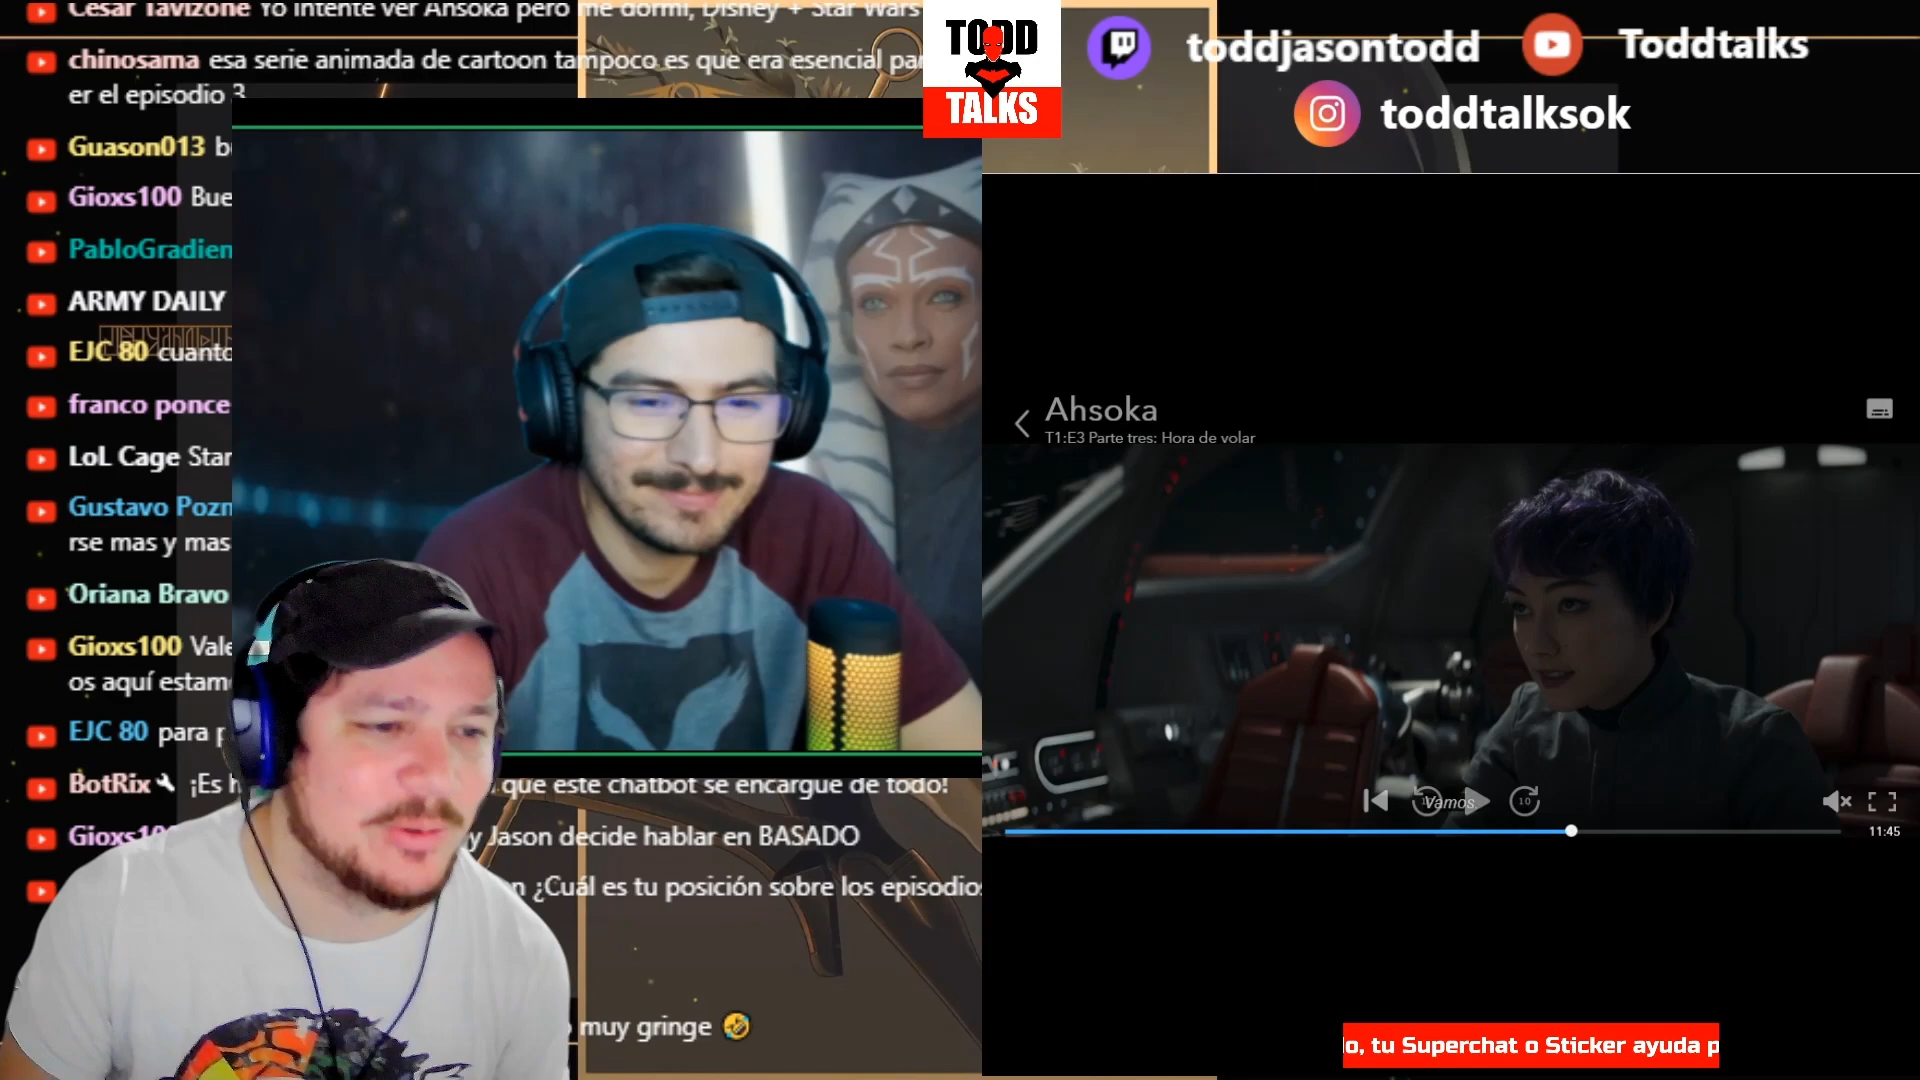 Cesar Tavizone Yo intente ver Ahsoka pero me dormi, Disney + Star Wars
chinosama esa serie animada de cartoon tampoco es que era esencial par
er el episodio 3
Guason013
Gioxs100 Bue
PabloGradien
ARMY DAILY
EJC 80 cuanto
franco ponce
LoL Cage Star
Gustavo Pozn
rse mas y mas
Oriana Bravo
Gioxs100 Vale
os aquí estam
EJC 80 para p
BotRix ¡Es h que este chatbot se encargue de todo!
Gioxs10 y Jason decide hablar en BASADO
n ¿Cuál es tu posición sobre los episodios
muy gringe
TODD
TALKS
toddjasontodd
Toddtalks
toddtalksok
Ahsoka
T1:E3 Parte tres: Hora de volar
Vamos.
10
11:45
lo, tu Superchat o Sticker ayuda p